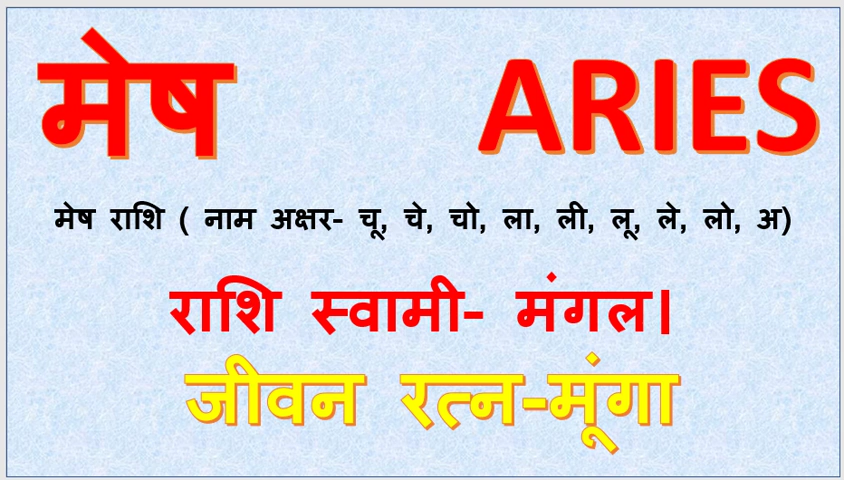 मेष ARIES
मेष राशि ( नाम अक्षर- चू, चे, चो, ला, ली, लू, ले, लो, अ)
राशि स्वामी- मंगल।
जीवन रत्न-मूंगा